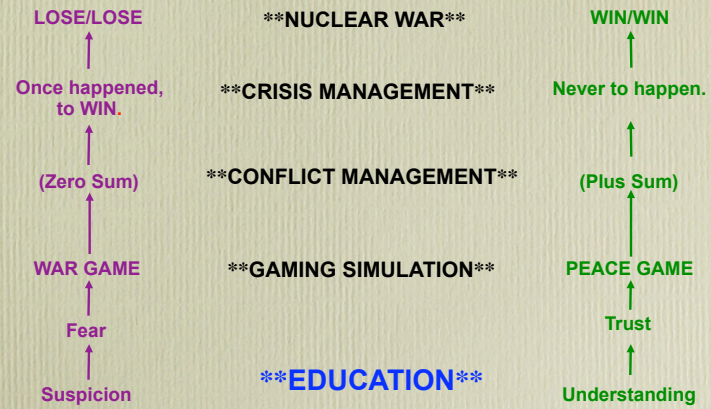 LOSE/LOSE **NUCLEAR WAR** WIN/WIN
Once happened,
to WIN.
**CRISIS MANAGEMENT** Never to happen.
(Zero Sum) **CONFLICT MANAGEMENT** (Plus Sum)
WAR GAME **GAMING SIMULATION** PEACE GAME
Fear Trust
Suspicion **EDUCATION** Understanding